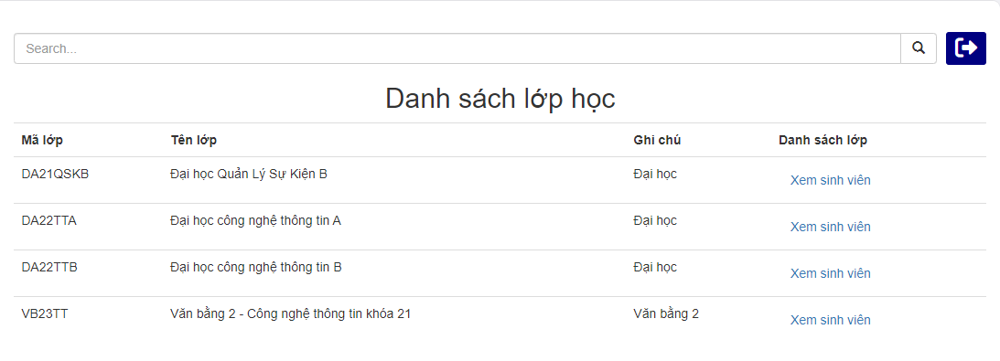 Search...
Danh sách lớp học
Mã lớp Tên lớp Ghi chú Danh sách lớp
DA21QSKB Đại học Quản Lý Sự Kiện B Đại học Xem sinh viên
DA22TTA Đại học công nghệ thông tin A Đại học Xem sinh viên
DA22TTB Đại học công nghệ thông tin B Đại học Xem sinh viên
VB23TT Văn bằng 2 - Công nghệ thông tin khóa 21 Văn bằng 2 Xem sinh viên